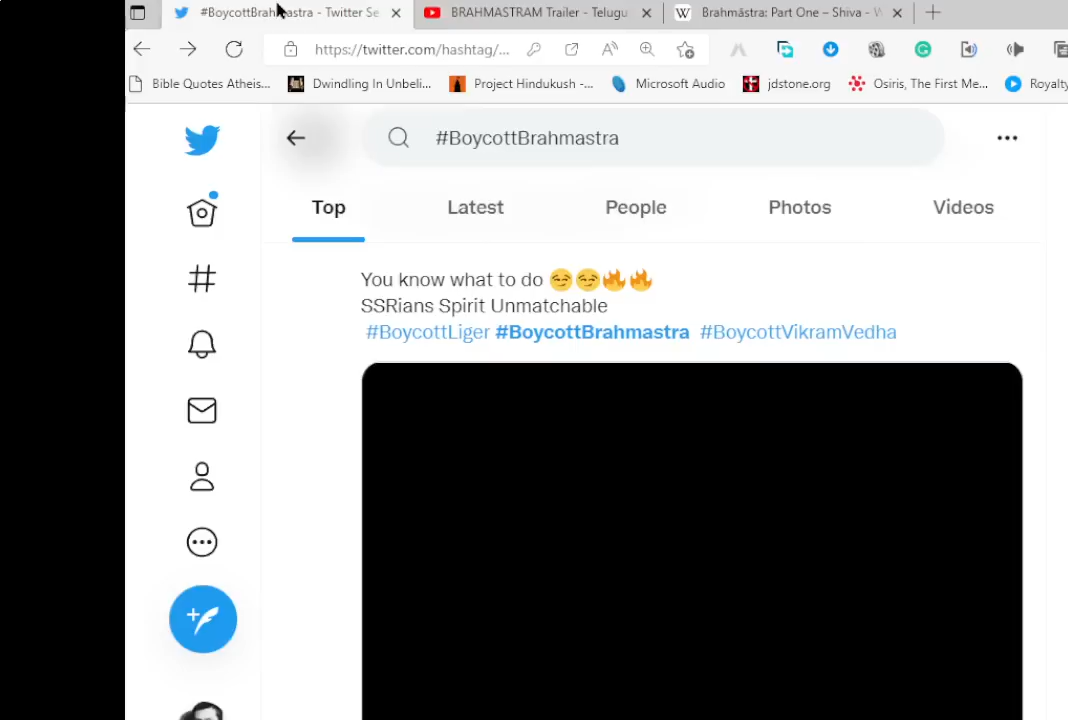 #BoycottBrahmastra - Twitter Se
BRAHMASTRAM Trailer - Telugu
Brahmāstra: Part One – Shiva -
https://twitter.com/hashtag/...
Bible Quotes Atheis...
Dwindling In Unbeli...
Project Hindukush -...
Microsoft Audio
jdstone.org
Osiris, The First Me...
Royalty
#BoycottBrahmastra
Top
Latest
People
Photos
Videos
You know what to do 😏😏🔥🔥
SSRians Spirit Unmatchable
#BoycottLiger #BoycottBrahmastra #BoycottVikramVedha